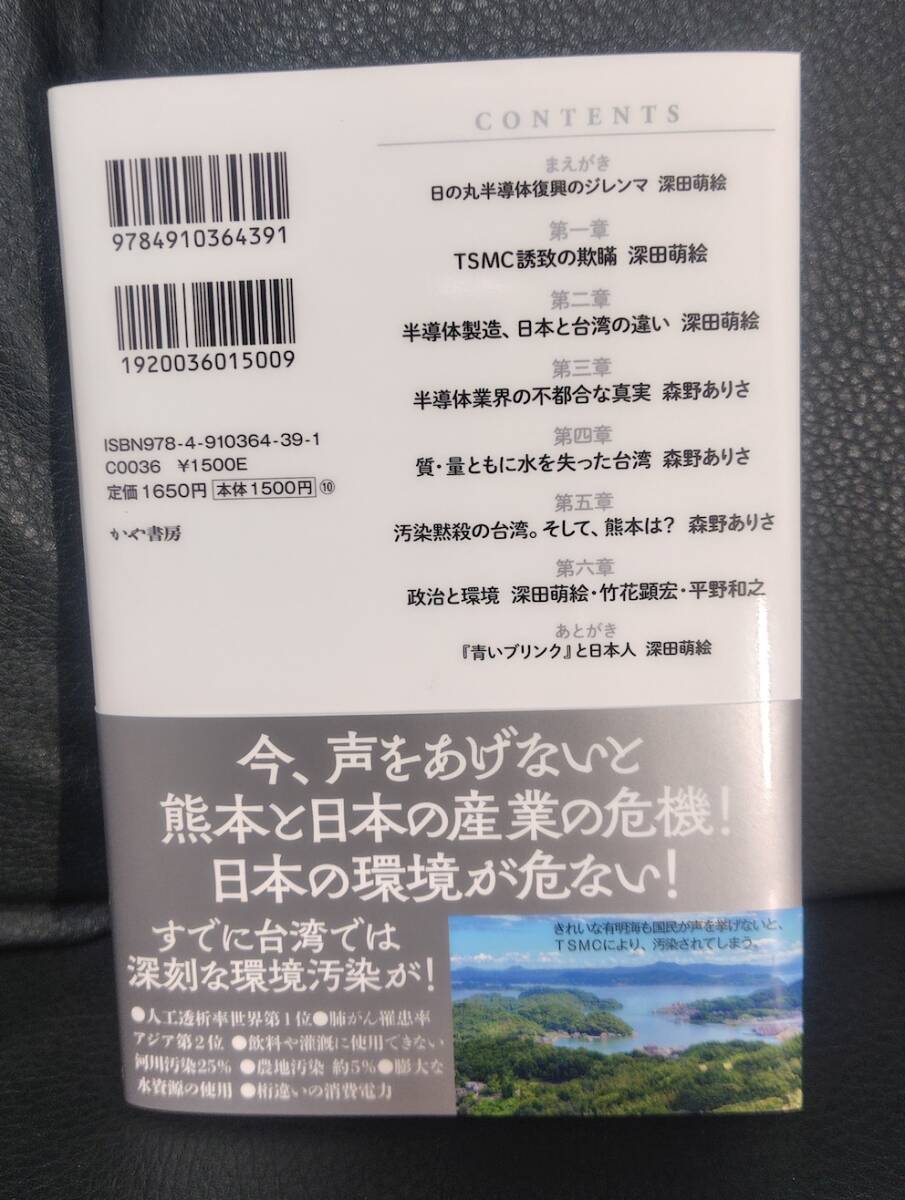 CONTENTS
まえがき
日の丸半導体復興のジレンマ 深田萌絵
第一章
TSMC誘致の欺瞞 深田萌絵
第二章
半導体製造、日本と台湾の違い 深田萌絵
第三章
半導体業界の不都合な真実 森野ありさ
第四章
質・量ともに水を失った台湾 森野ありさ
第五章
汚染黙殺の台湾。そして、熊本は? 森野ありさ
第六章
政治と環境 深田萌絵・竹花顕宏・平野和之
あとがき
『青いブリンク』と日本人 深田萌絵
9784910364391
1920036015009
ISBN978-4-910364-39-1
C0036 ¥1500E
定価1650円 本体1500円 ⑩
かや書房
今、声をあげないと
熊本と日本の産業の危機!
日本の環境が危ない!
すでに台湾では
深刻な環境汚染が!
●人工透析率世界第1位●肺がん罹患率
アジア第2位 ●飲料や灌漑に使用できない
河川汚染25% ●農地汚染 約5%●膨大な
水資源の使用 ●桁違いの消費電力
きれいな有明海も国民が声を挙げないと、
TSMCにより、汚染されてしまう。